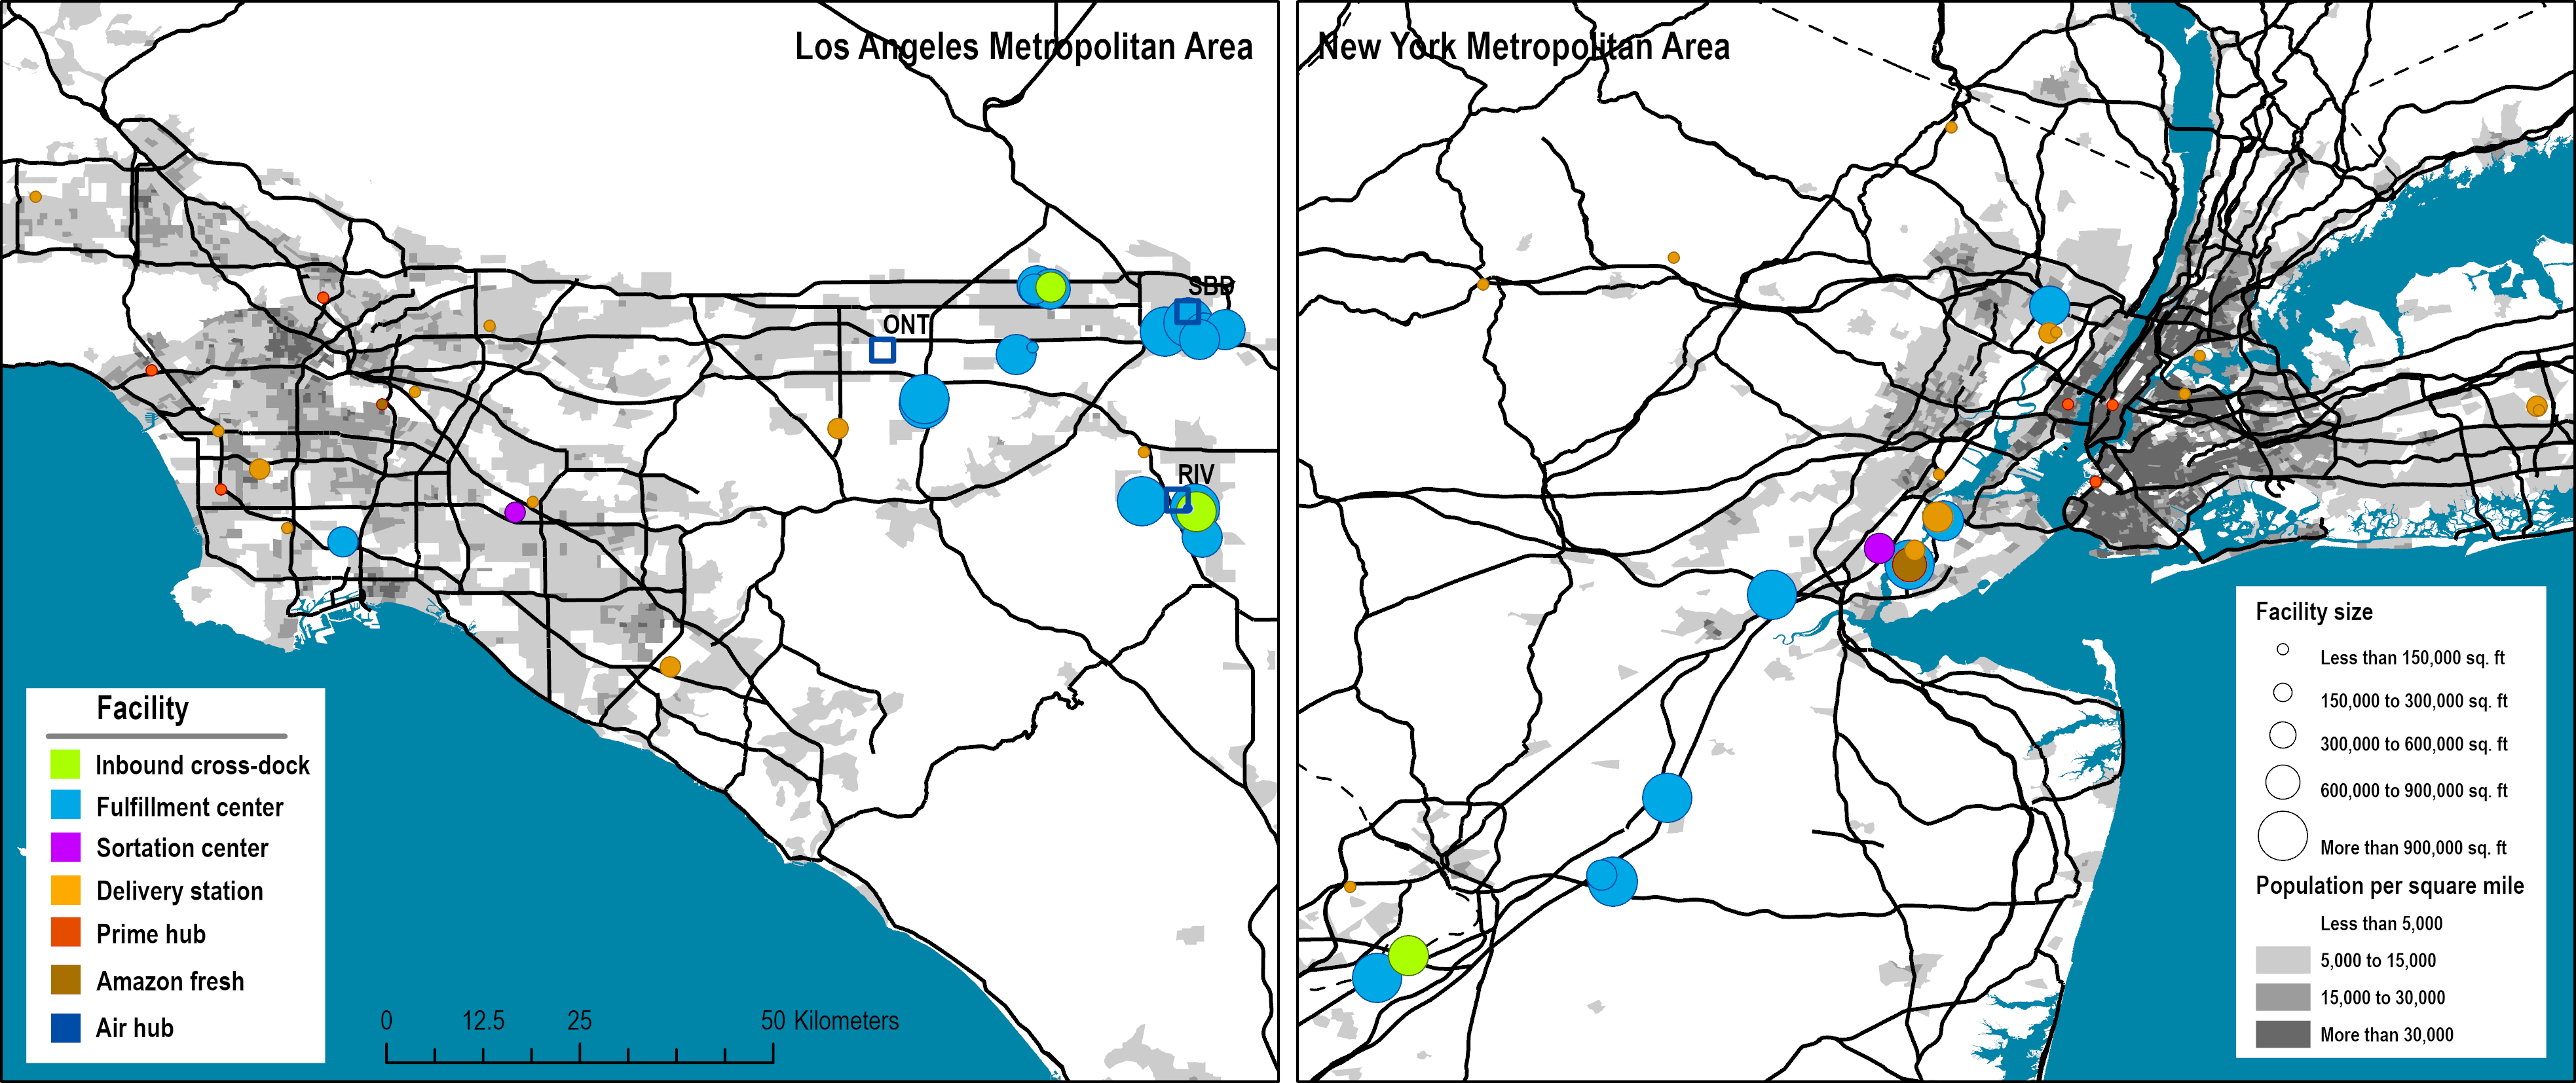 Los Angeles Metropolitan Area
SBD
ONT
RIV
Facility
Inbound cross-dock
Fulfillment center
Sortation center
Delivery station
Prime hub
Amazon fresh
Air hub
0 12.5 25 50 Kilometers
New York Metropolitan Area
Facility size
Less than 150,000 sq. ft
150,000 to 300,000 sq. ft
300,000 to 600,000 sq. ft
600,000 to 900,000 sq. ft
More than 900,000 sq. ft
Population per square mile
Less than 5,000
5,000 to 15,000
15,000 to 30,000
More than 30,000